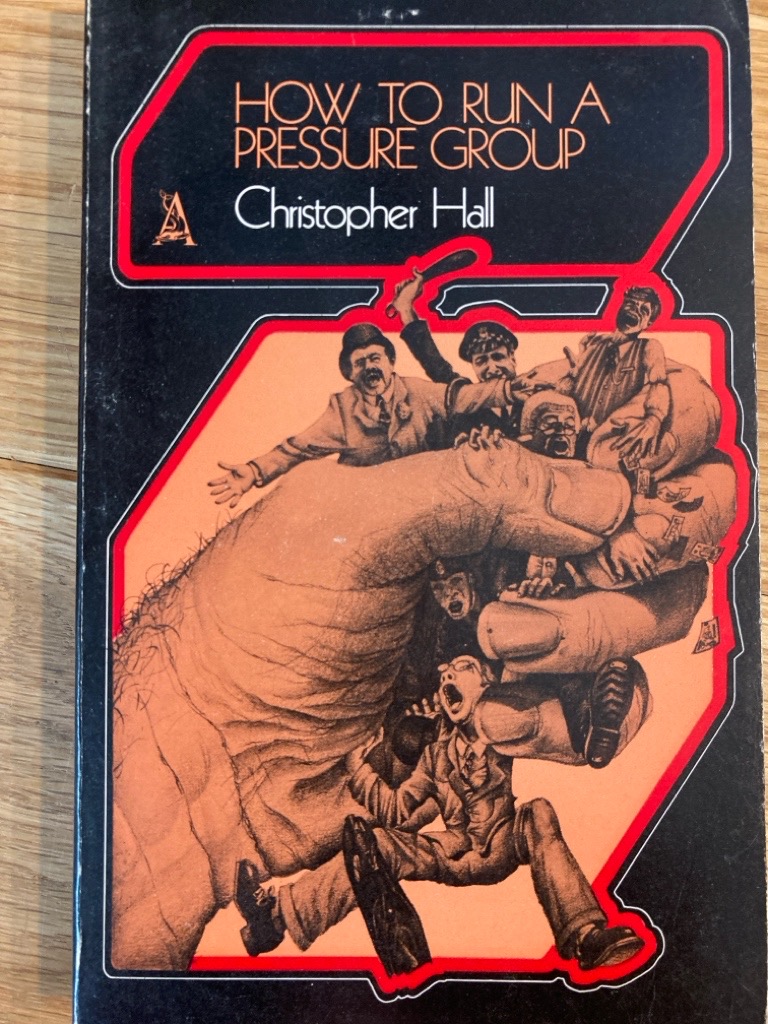 HOW TO RUN A
PRESSURE GROUP
Christopher Hall
A